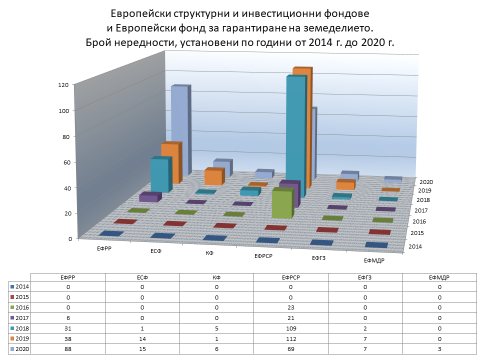 Европейски структурни и инвестиционни фондове
и Европейски фонд за гарантиране на земеделието.
Брой нередности, установени по години от 2014 г. до 2020 г.
120
100
80
60
40
20
0
2020
2019
2018
2017
2016
2015
2014
ЕФРР ЕСФ КФ ЕФРСР ЕФГЗ ЕФМДР
ЕФРР ЕСФ КФ ЕФРСР ЕФГЗ ЕФМДР
2014 0 0 0 0 0 0
2015 0 0 0 0 0 0
2016 0 0 0 23 0 0
2017 6 0 0 21 0 0
2018 31 1 5 109 2 0
2019 38 14 1 112 7 0
2020 88 15 6 69 7 3